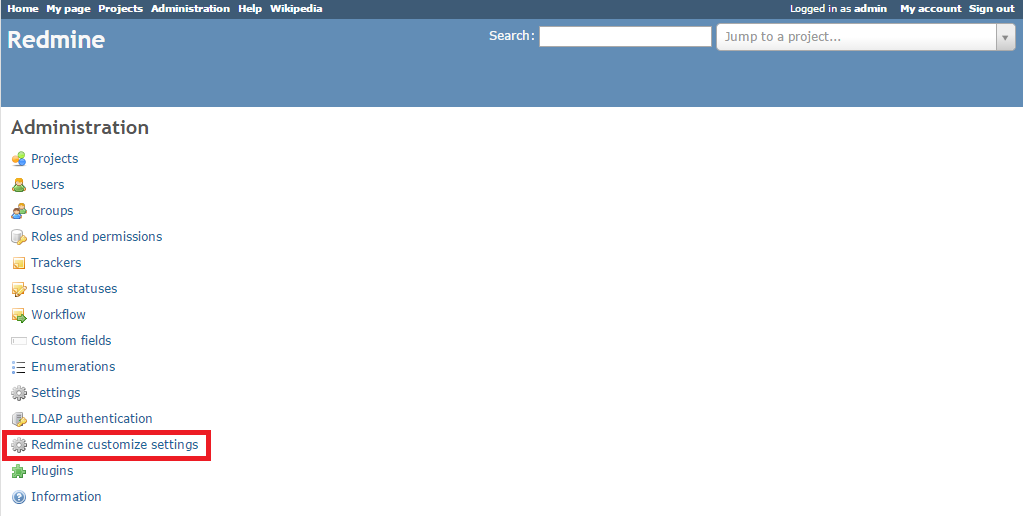 Home My page Projects Administration Help Wikipedia Logged in as admin My account Sign out
Redmine Search: Jump to a project...
Administration
Projects
Users
Groups
Roles and permissions
Trackers
Issue statuses
Workflow
Custom fields
Enumerations
Settings
LDAP authentication
Redmine customize settings
Plugins
Information